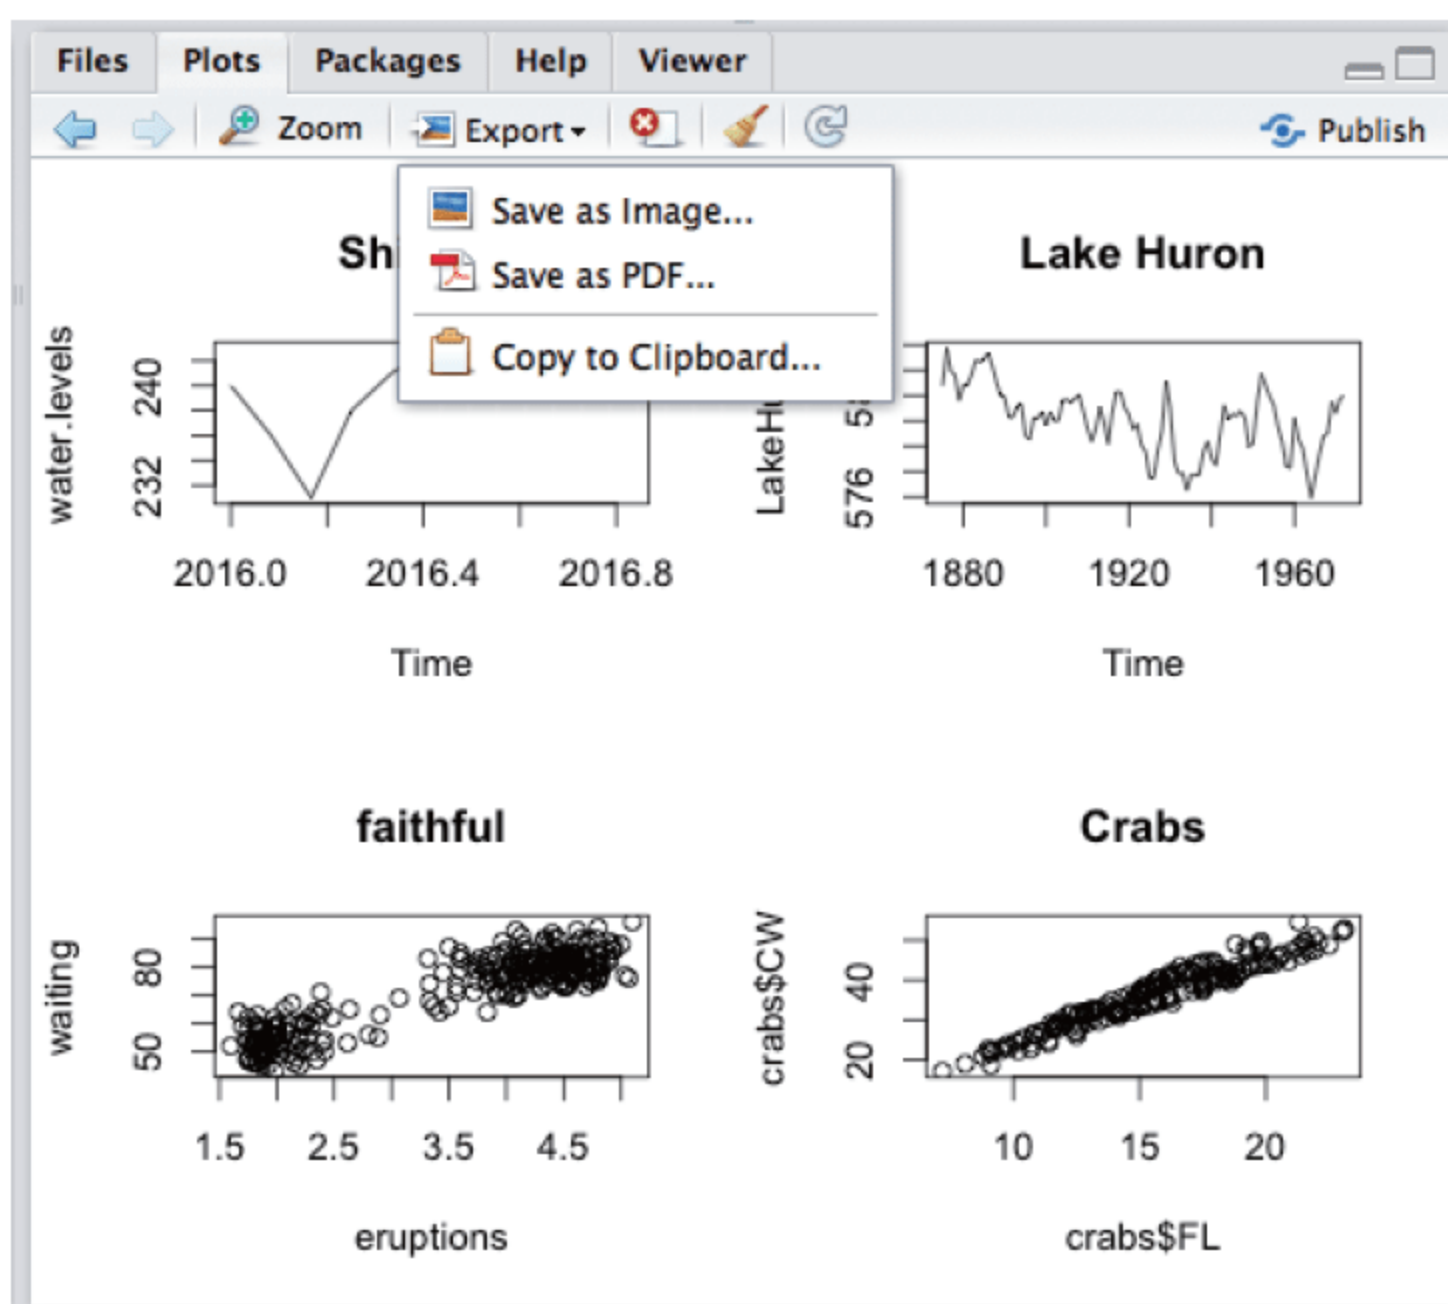 Files Plots Packages Help Viewer
Zoom Export Publish
Save as Image...
Save as PDF...
Copy to Clipboard...
Lake Huron
water.levels
240
232
2016.0 2016.4 2016.8
Time
576
1880 1920 1960
Time
faithful
waiting
80
50
1.5 2.5 3.5 4.5
eruptions
Crabs
crabs$CW
40
20
10 15 20
crabs$FL